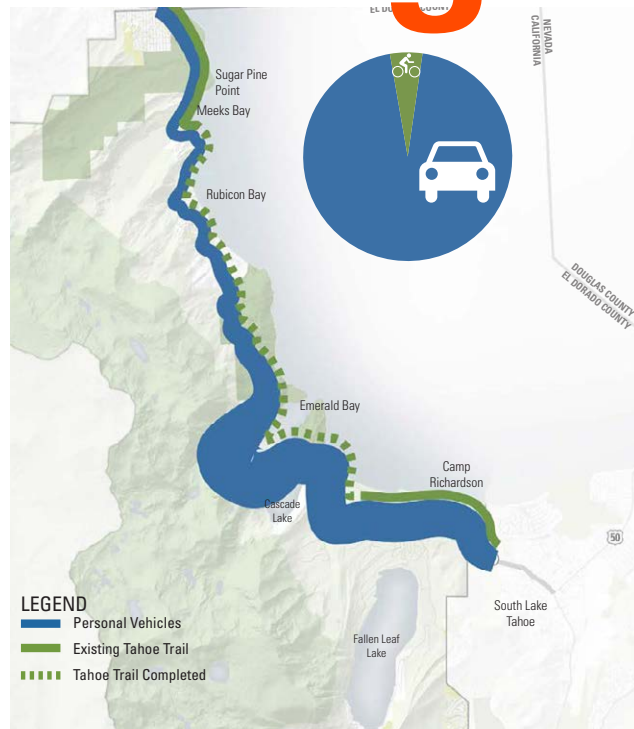 NEVADA
CALIFORNIA
Sugar Pine
Point
Meeks Bay
Rubicon Bay
DOUGLAS COUNTY
EL DORADO COUNTY
Emerald Bay
Camp
Richardson
Cascade
Lake
50
South Lake
Tahoe
Fallen Leaf
Lake
LEGEND
Personal Vehicles
Existing Tahoe Trail
Tahoe Trail Completed